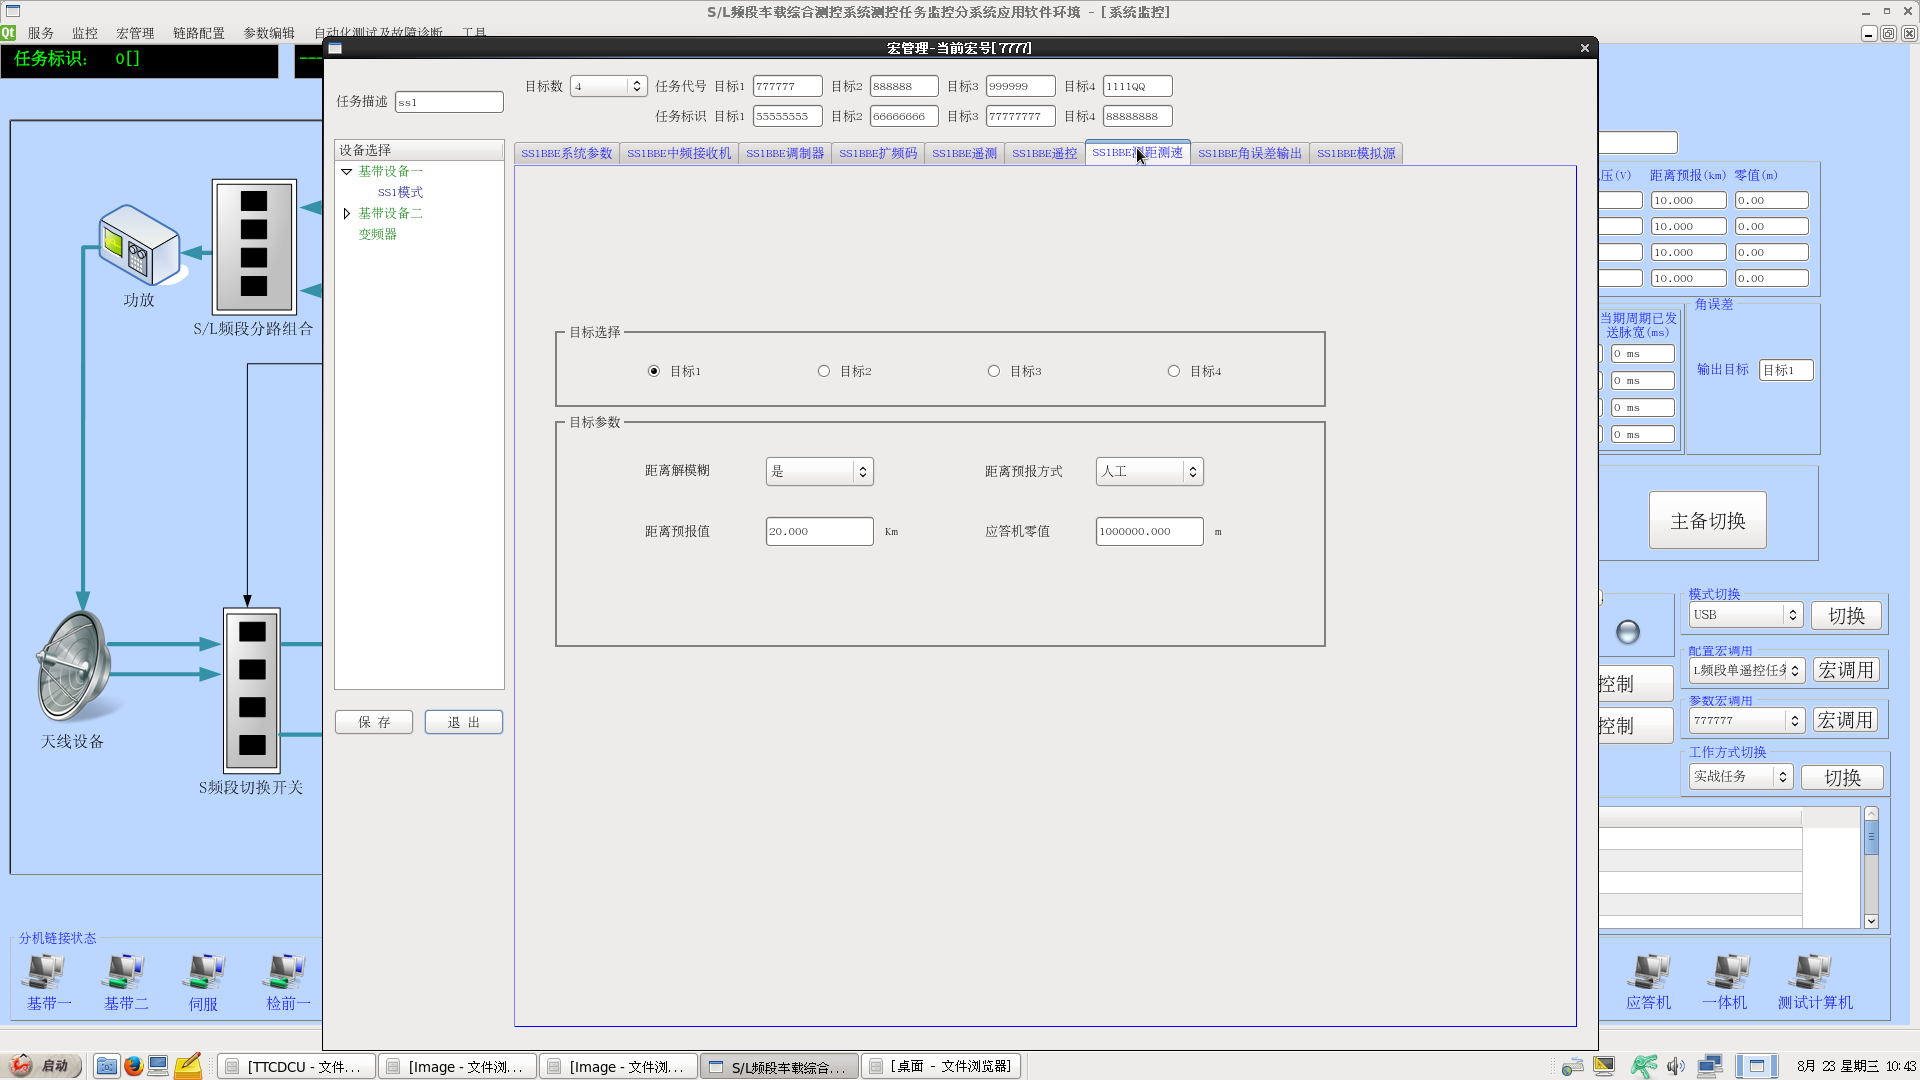 S/L频段车载综合测控系统测控任务监控分系统应用软件环境 - [系统监控]
服务 监控 宏管理 链路配置 参数编辑 自动化测试及故障诊断 工具
任务标识： 0[]
宏管理-当前宏号[7777]
任务描述 ss1
目标数 4 任务代号 目标1 777777 目标2 888888 目标3 999999 目标4 1111QQ
任务标识 目标1 55555555 目标2 66666666 目标3 77777777 目标4 88888888
设备选择
基带设备一
SS1模式
基带设备二
变频器
保 存 退 出
SS1BBE系统参数 SS1BBE中频接收机 SS1BBE调制器 SS1BBE扩频码 SS1BBE遥测 SS1BBE遥控 SS1BBE测距测速 SS1BBE角误差输出 SS1BBE模拟源
目标选择
目标1 目标2 目标3 目标4
目标参数
距离解模糊 是 距离预报方式 人工
距离预报值 20.000 Km 应答机零值 1000000.000 m
功放
S/L频段分路组合
天线设备
S频段切换开关
分机链接状态
基带一 基带二 伺服 检前一
压(V) 距离预报(km) 零值(m)
10.000 0.00
10.000 0.00
10.000 0.00
10.000 0.00
当期周期已发
送脉宽(ms)
0 ms
0 ms
0 ms
0 ms
角误差
输出目标 目标1
主备切换
模式切换
USB 切换
配置宏调用
L频段单遥控任务 宏调用
控制
参数宏调用
777777 宏调用
控制
工作方式切换
实战任务 切换
应答机 一体机 测试计算机
启动 [TTCDCU - 文件... [Image - 文件浏... [Image - 文件浏... S/L频段车载综合... [桌面 - 文件浏览器] 8月 23 星期三 10:43